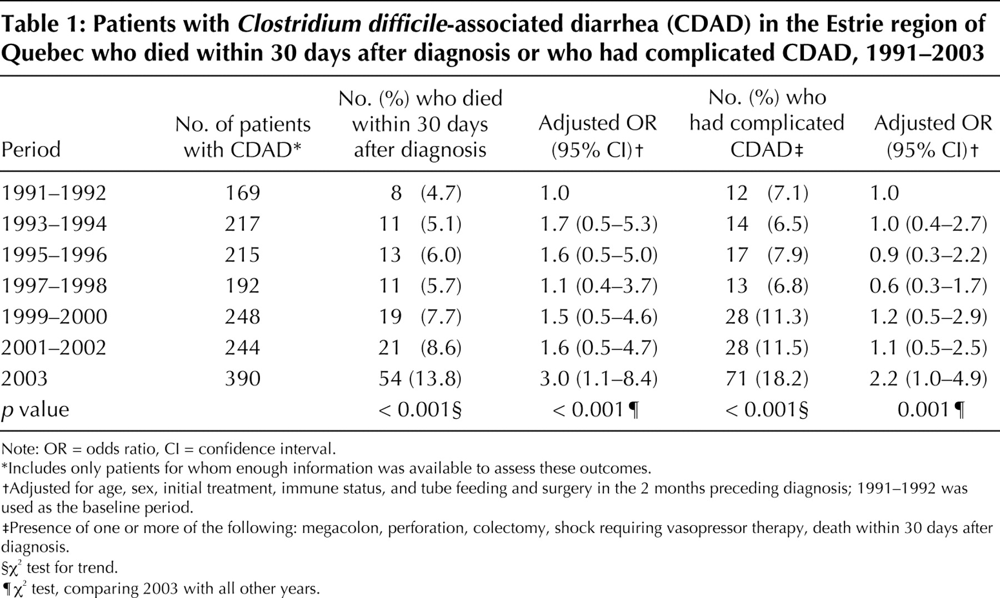 Table 1: Patients with Clostridium difficile-associated diarrhea (CDAD) in the Estrie region of
Quebec who died within 30 days after diagnosis or who had complicated CDAD, 1991–2003
Period No. of patients with CDAD* No. (%) who died within 30 days after diagnosis Adjusted OR (95% CI)† No. (%) who had complicated CDAD‡ Adjusted OR (95% CI)†
1991–1992 169 8 (4.7) 1.0 12 (7.1) 1.0
1993–1994 217 11 (5.1) 1.7 (0.5–5.3) 14 (6.5) 1.0 (0.4–2.7)
1995–1996 215 13 (6.0) 1.6 (0.5–5.0) 17 (7.9) 0.9 (0.3–2.2)
1997–1998 192 11 (5.7) 1.1 (0.4–3.7) 13 (6.8) 0.6 (0.3–1.7)
1999–2000 248 19 (7.7) 1.5 (0.5–4.6) 28 (11.3) 1.2 (0.5–2.9)
2001–2002 244 21 (8.6) 1.6 (0.5–4.7) 28 (11.5) 1.1 (0.5–2.5)
2003 390 54 (13.8) 3.0 (1.1–8.4) 71 (18.2) 2.2 (1.0–4.9)
p value < 0.001§ < 0.001¶ < 0.001§ 0.001¶
Note: OR = odds ratio, CI = confidence interval.
*Includes only patients for whom enough information was available to assess these outcomes.
†Adjusted for age, sex, initial treatment, immune status, and tube feeding and surgery in the 2 months preceding diagnosis; 1991–1992 was
used as the baseline period.
‡Presence of one or more of the following: megacolon, perforation, colectomy, shock requiring vasopressor therapy, death within 30 days after
diagnosis.
§χ² test for trend.
¶χ² test, comparing 2003 with all other years.